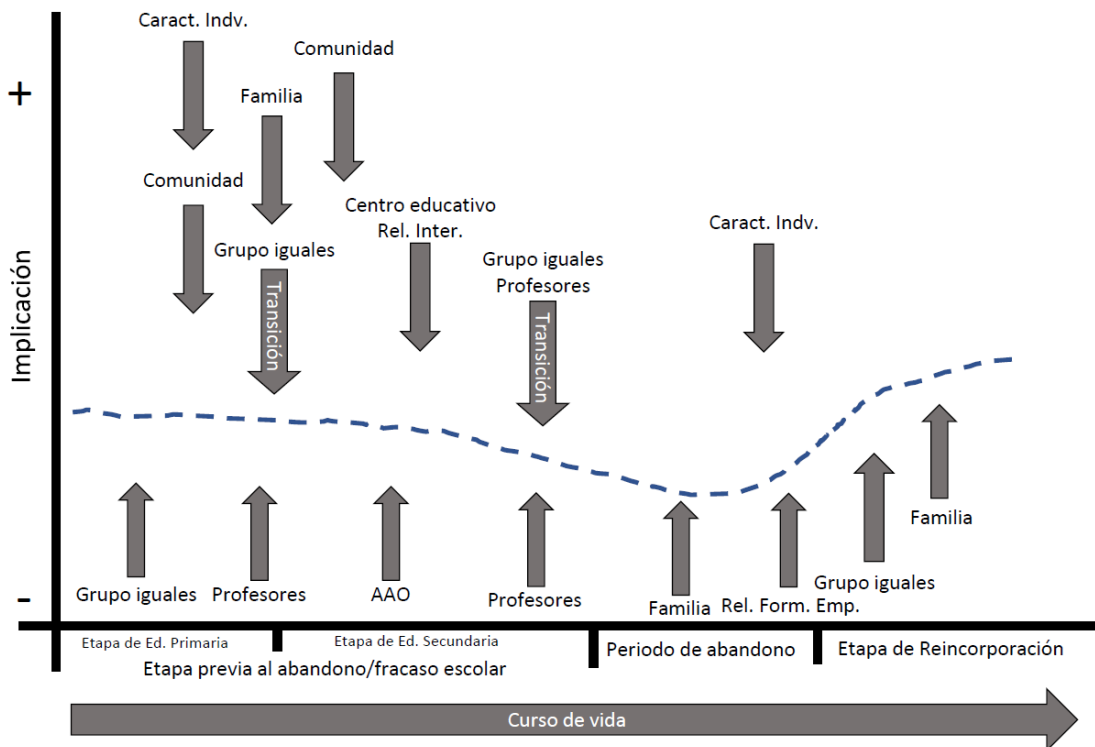 Caract. Indv.
Comunidad
Familia
+
Comunidad
Centro educativo
Rel. Inter.
Caract. Indv.
Grupo iguales
Grupo iguales
Profesores
Transición
Transición
Implicación
Grupo iguales
Profesores
AAO
Profesores
Familia
Rel. Form. Emp.
Grupo iguales
Familia
-
Etapa de Ed. Primaria
Etapa de Ed. Secundaria
Periodo de abandono
Etapa de Reincorporación
Etapa previa al abandono/fracaso escolar
Curso de vida